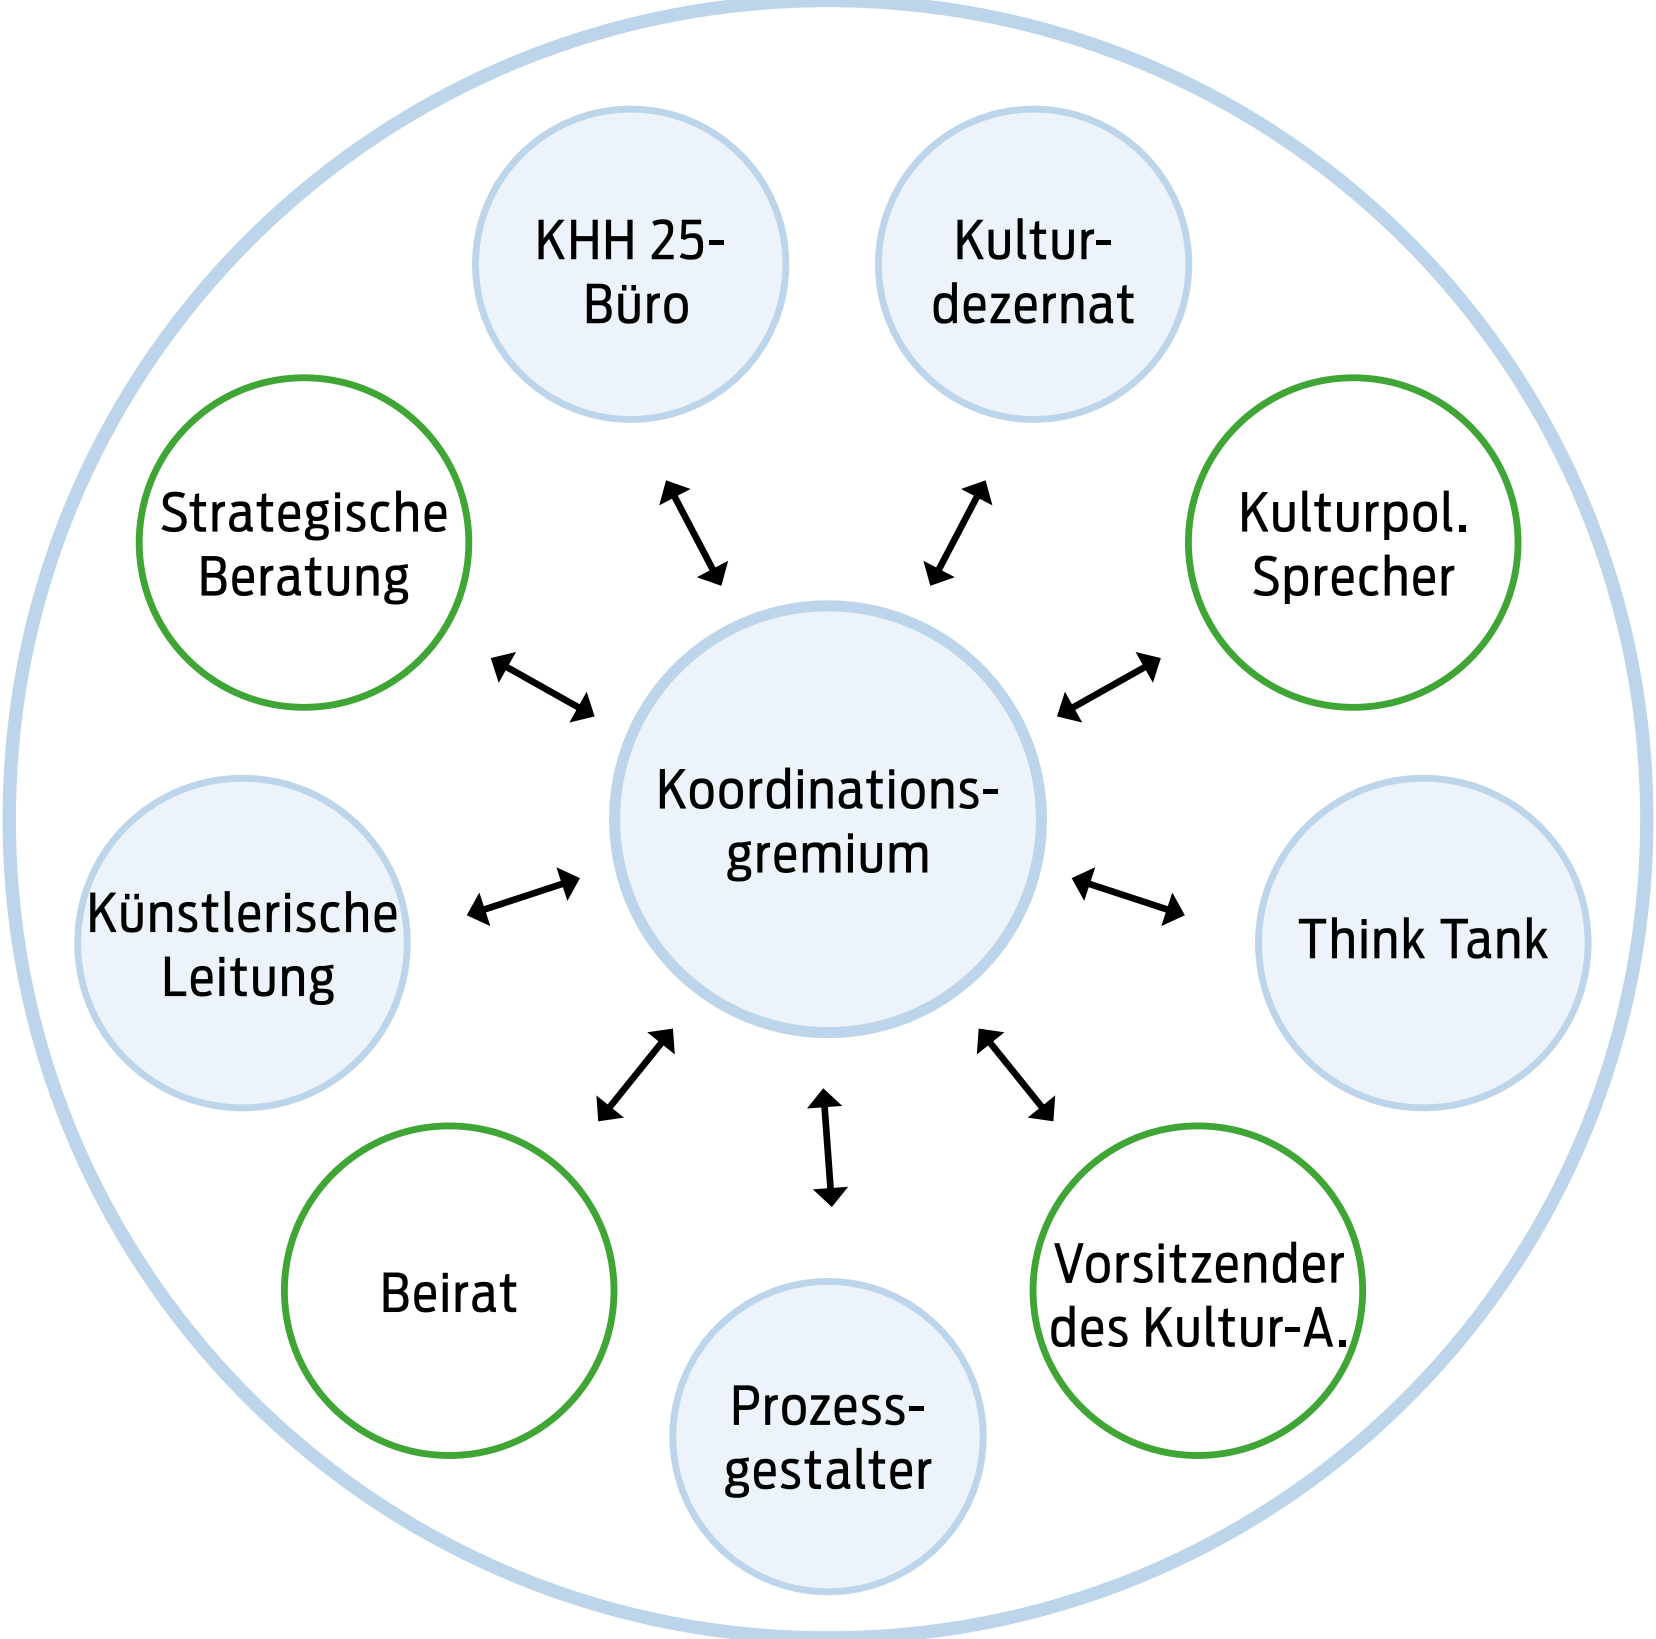 KHH 25-
Büro
Kultur-
dezernat
Strategische
Beratung
Kulturpol.
Sprecher
Koordinations-
gremium
Künstlerische
Leitung
Think Tank
Beirat
Vorsitzender
des Kultur-A.
Prozess-
gestalter